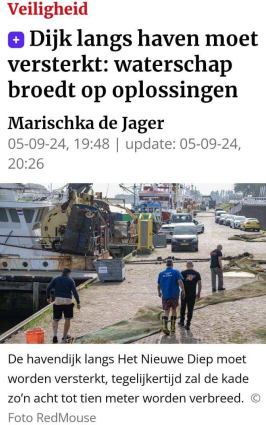 Veiligheid
Dijk langs haven moet
versterkt: waterschap
broedt op oplossingen
Marischka de Jager
05-09-24, 19:48 | update: 05-09-24,
20:26
De havendijk langs Het Nieuwe Diep moet
worden versterkt, tegelijkertijd zal de kade
zo’n acht tot tien meter worden verbreed. ©
Foto RedMouse